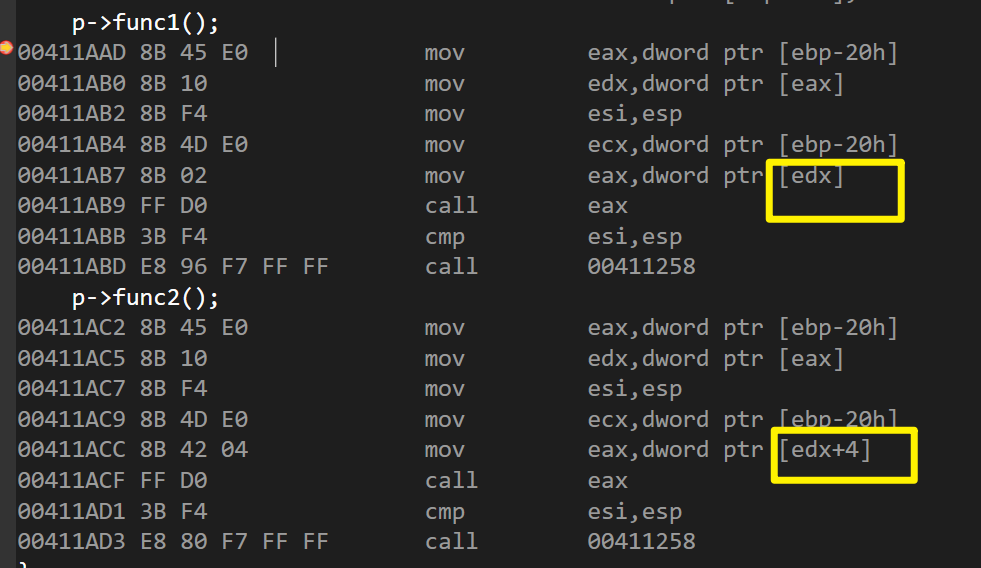 p->func1();
00411AAD 8B 45 E0 mov eax,dword ptr [ebp-20h]
00411AB0 8B 10 mov edx,dword ptr [eax]
00411AB2 8B F4 mov esi,esp
00411AB4 8B 4D E0 mov ecx,dword ptr [ebp-20h]
00411AB7 8B 02 mov eax,dword ptr [edx]
00411AB9 FF D0 call eax
00411ABB 3B F4 cmp esi,esp
00411ABD E8 96 F7 FF FF call 00411258
p->func2();
00411AC2 8B 45 E0 mov eax,dword ptr [ebp-20h]
00411AC5 8B 10 mov edx,dword ptr [eax]
00411AC7 8B F4 mov esi,esp
00411AC9 8B 4D E0 mov ecx,dword ptr [ebp-20h]
00411ACC 8B 42 04 mov eax,dword ptr [edx+4]
00411ACF FF D0 call eax
00411AD1 3B F4 cmp esi,esp
00411AD3 E8 80 F7 FF FF call 00411258